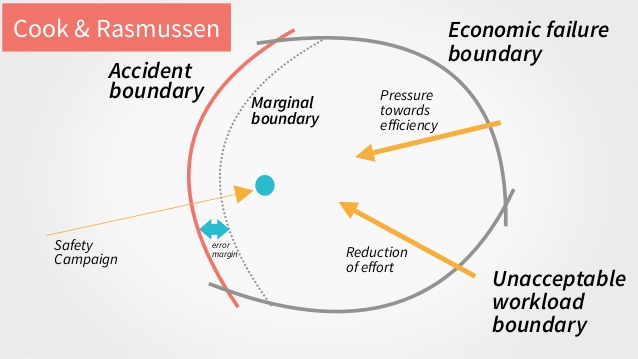 Cook & Rasmussen
Economic failure
boundary
Accident
boundary
Marginal
boundary
Pressure
towards
efficiency
Safety
Campaign
error
margin
Reduction
of effort
Unacceptable
workload
boundary